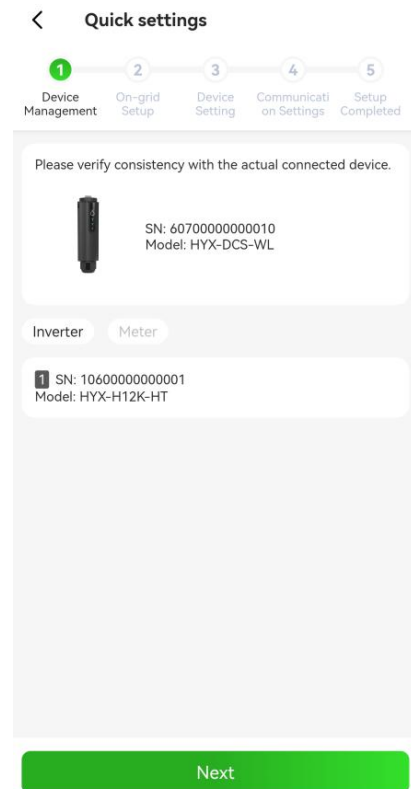 Quick settings
1 2 3 4 5
Device Management On-grid Setup Device Setting Communicati on Settings Setup Completed
Please verify consistency with the actual connected device.
SN: 60700000000010
Model: HYX-DCS-WL
Inverter Meter
1 SN: 10600000000001
Model: HYX-H12K-HT
Next